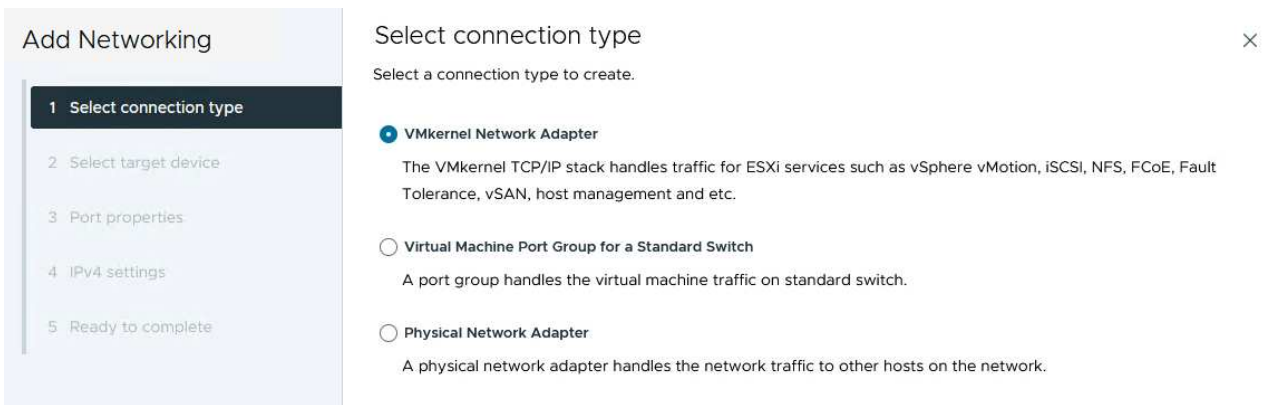 Add Networking
1 Select connection type
2 Select target device
3 Port properties
4 IPv4 settings
5 Ready to complete
Select connection type
Select a connection type to create.
VMkernel Network Adapter
The VMkernel TCP/IP stack handles traffic for ESXi services such as vSphere vMotion, iSCSI, NFS, FCoE, Fault
Tolerance, vSAN, host management and etc.
Virtual Machine Port Group for a Standard Switch
A port group handles the virtual machine traffic on standard switch.
Physical Network Adapter
A physical network adapter handles the network traffic to other hosts on the network.